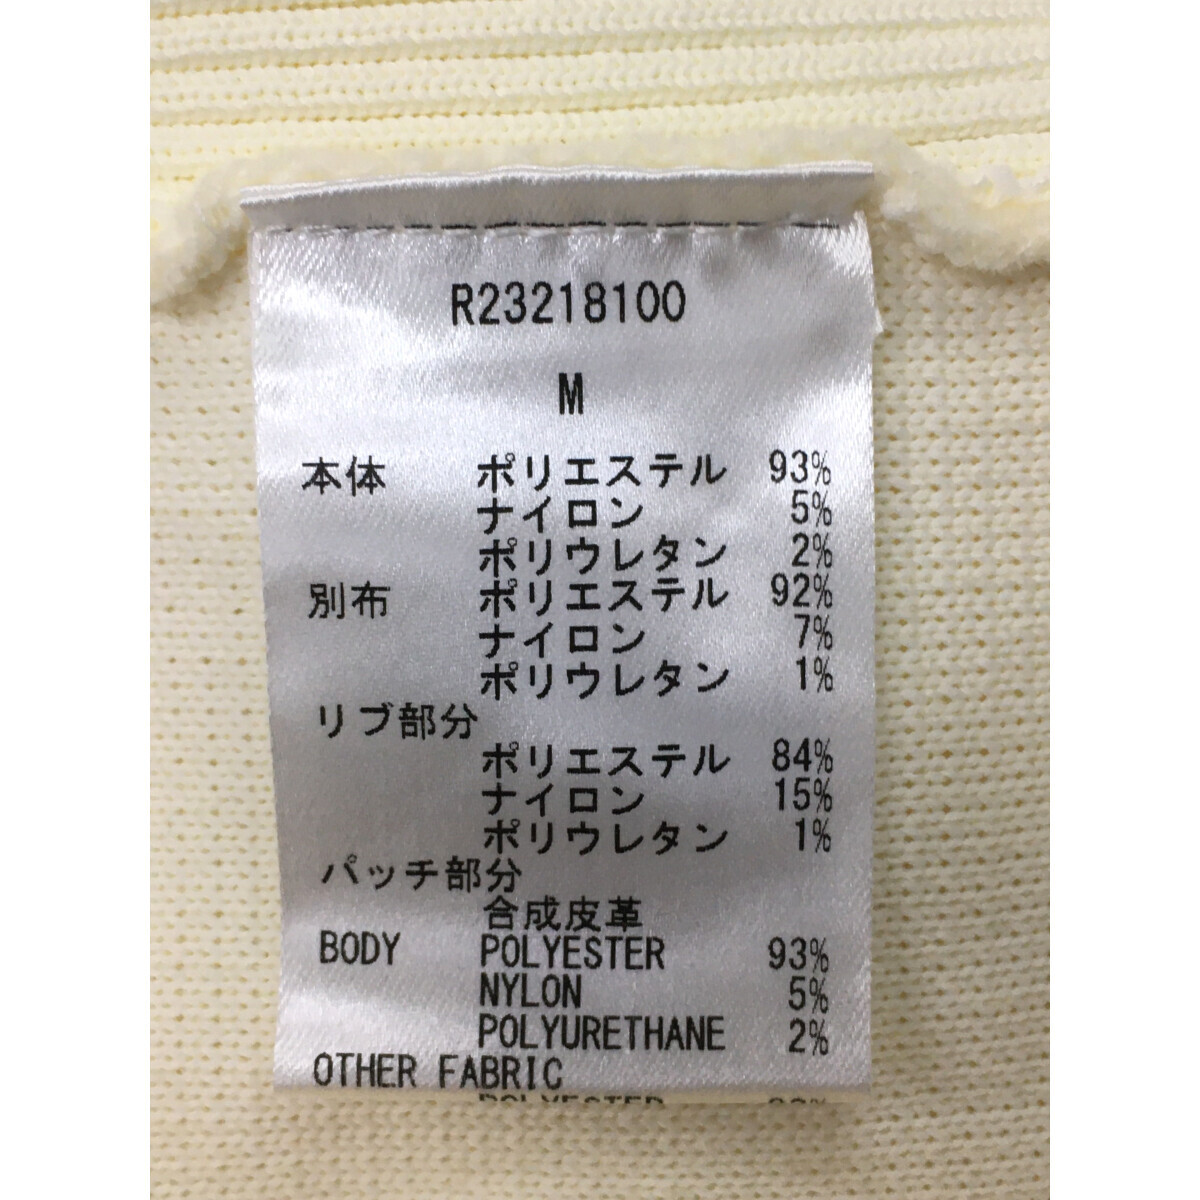 R23218100
M
本体 ポリエステル 93%
ナイロン 5%
ポリウレタン 2%
別布 ポリエステル 92%
ナイロン 7%
ポリウレタン 1%
リブ部分
ポリエステル 84%
ナイロン 15%
ポリウレタン 1%
パッチ部分
合成皮革
BODY POLYESTER 93%
NYLON 5%
POLYURETHANE 2%
OTHER FABRIC
POLYESTER